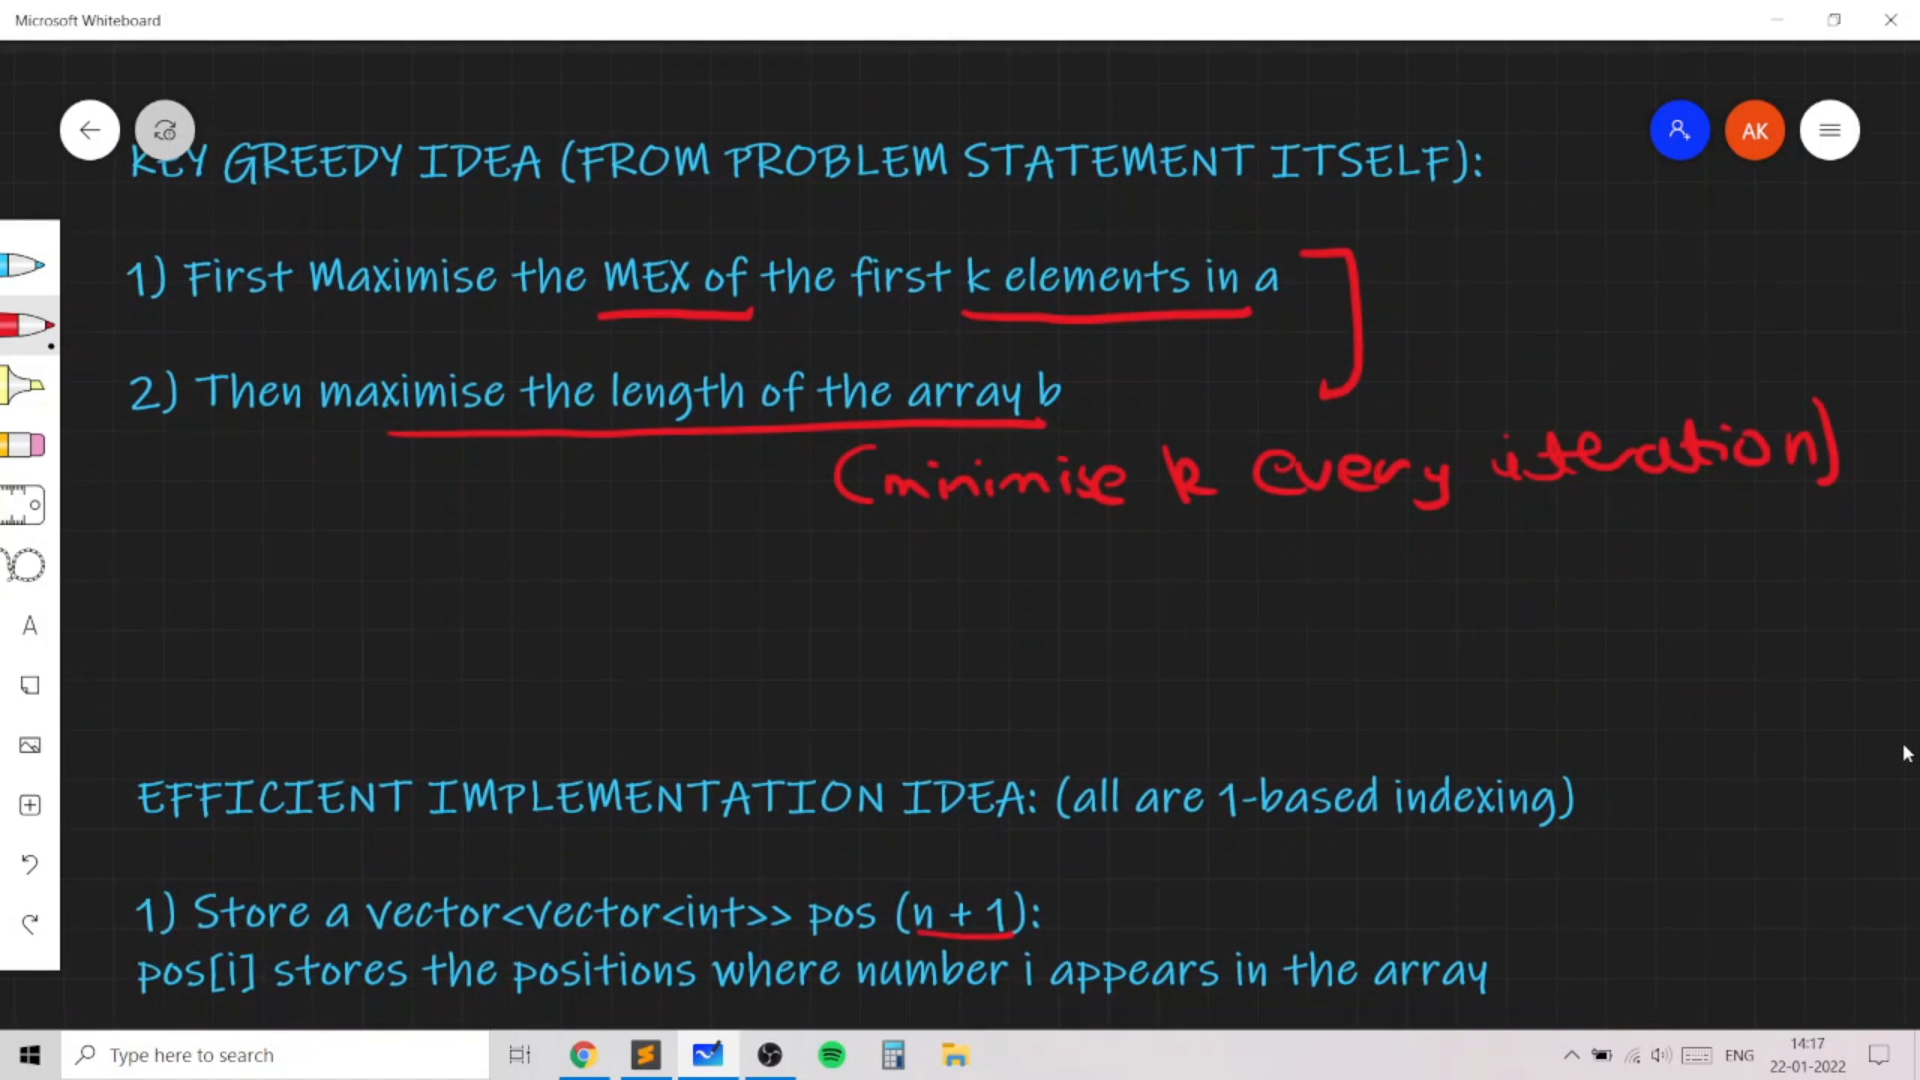 Microsoft Whiteboard
AK
KEY GREEDY IDEA (FROM PROBLEM STATEMENT ITSELF):
1) First Maximise the MEX of the first k elements in a
2) Then maximise the length of the array b
(minimise k every iteration)
EFFICIENT IMPLEMENTATION IDEA: (all are 1-based indexing)
1) Store a vector<vector<int>> pos (n + 1):
pos[i] stores the positions where number i appears in the array
Type here to search
ENG
14:17
22-01-2022